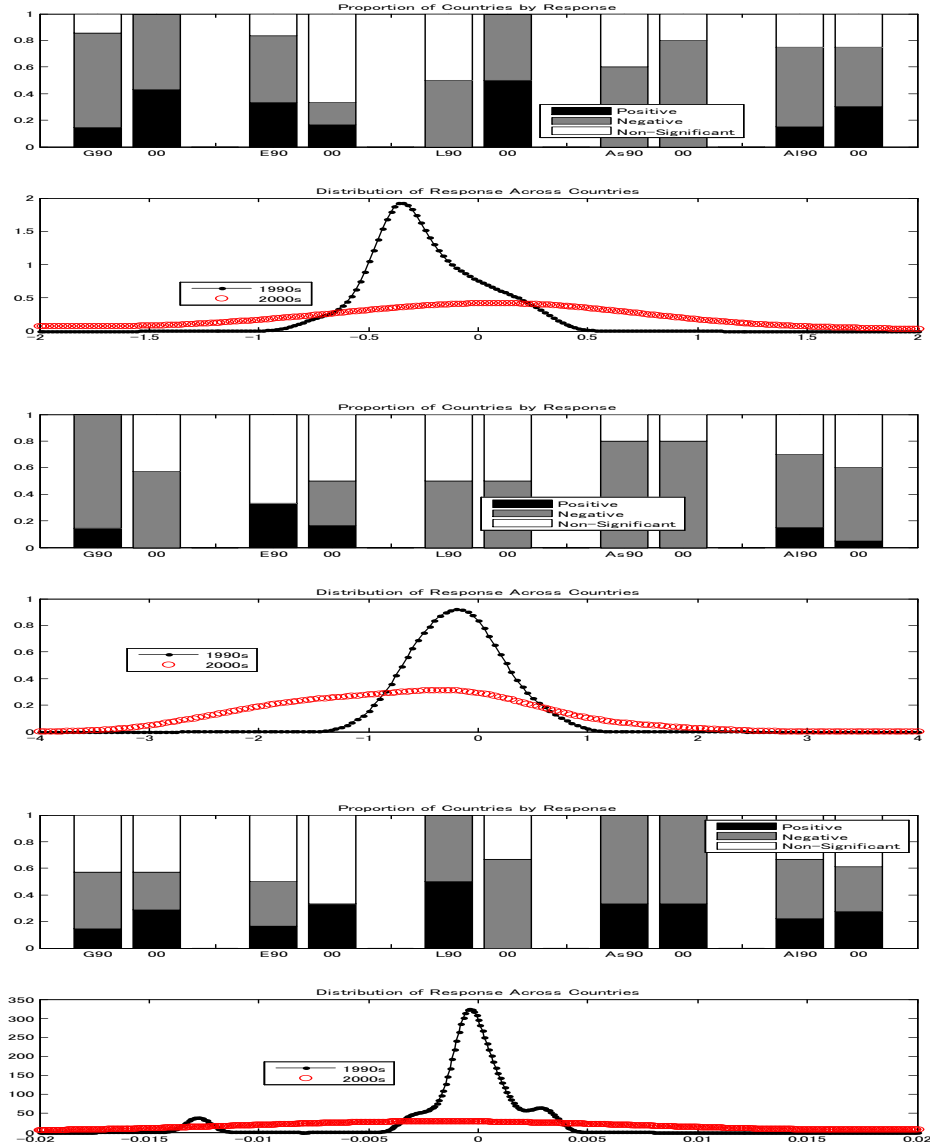 Proportion of Countries by Response
1
0.8
0.6
0.4
0.2
0
Positive
Negative
Non-Significant
G90 00 E90 00 L90 00 As90 00 Al90 00
Distribution of Response Across Countries
2
1.5
1
0.5
0
1990s
2000s
-2 -1.5 -1 -0.5 0 0.5 1 1.5 2
Proportion of Countries by Response
1
0.8
0.6
0.4
0.2
0
Positive
Negative
Non-Significant
G90 00 E90 00 L90 00 As90 00 Al90 00
Distribution of Response Across Countries
1
0.8
0.6
0.4
0.2
0
1990s
2000s
-4 -3 -2 -1 0 1 2 3 4
Proportion of Countries by Response
1
0.8
0.6
0.4
0.2
0
Positive
Negative
Non-Significant
G90 00 E90 00 L90 00 As90 00 Al90 00
Distribution of Response Across Countries
350
300
250
200
150
100
50
0
1990s
2000s
-0.02 -0.015 -0.01 -0.005 0 0.005 0.01 0.015 0.02